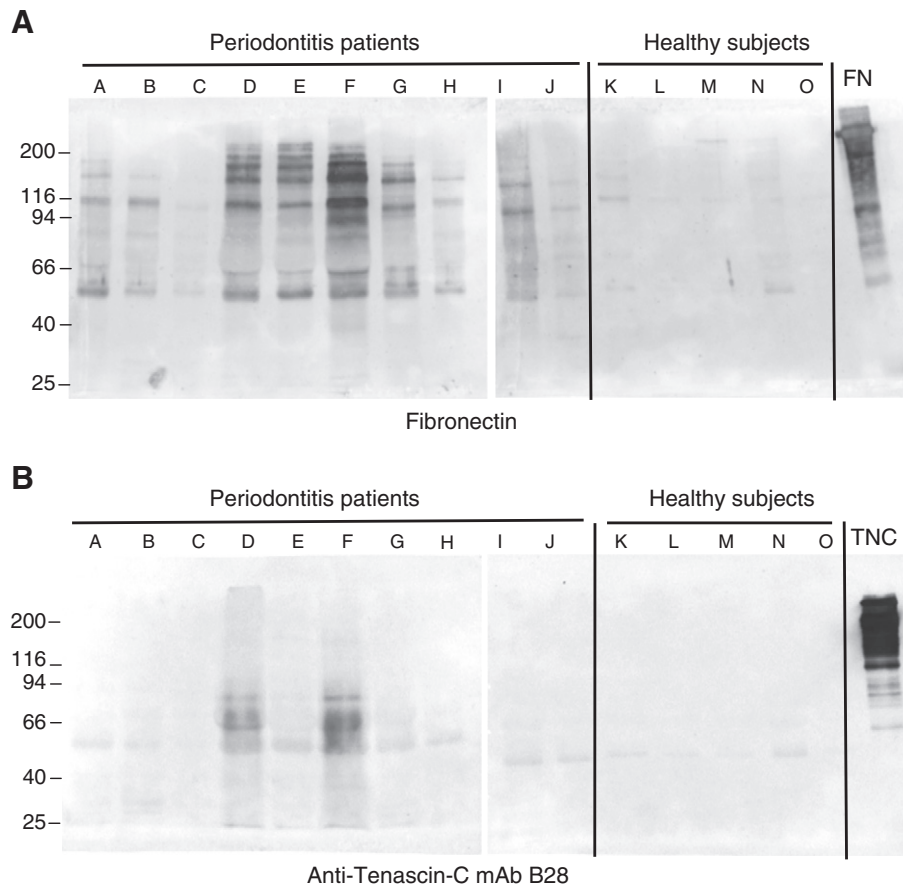 A
Periodontitis patients Healthy subjects
A B C D E F G H I J K L M N O FN
200
116
94
66
40
25
Fibronectin
B
Periodontitis patients Healthy subjects
A B C D E F G H I J K L M N O TNC
200
116
94
66
40
25
Anti-Tenascin-C mAb B28